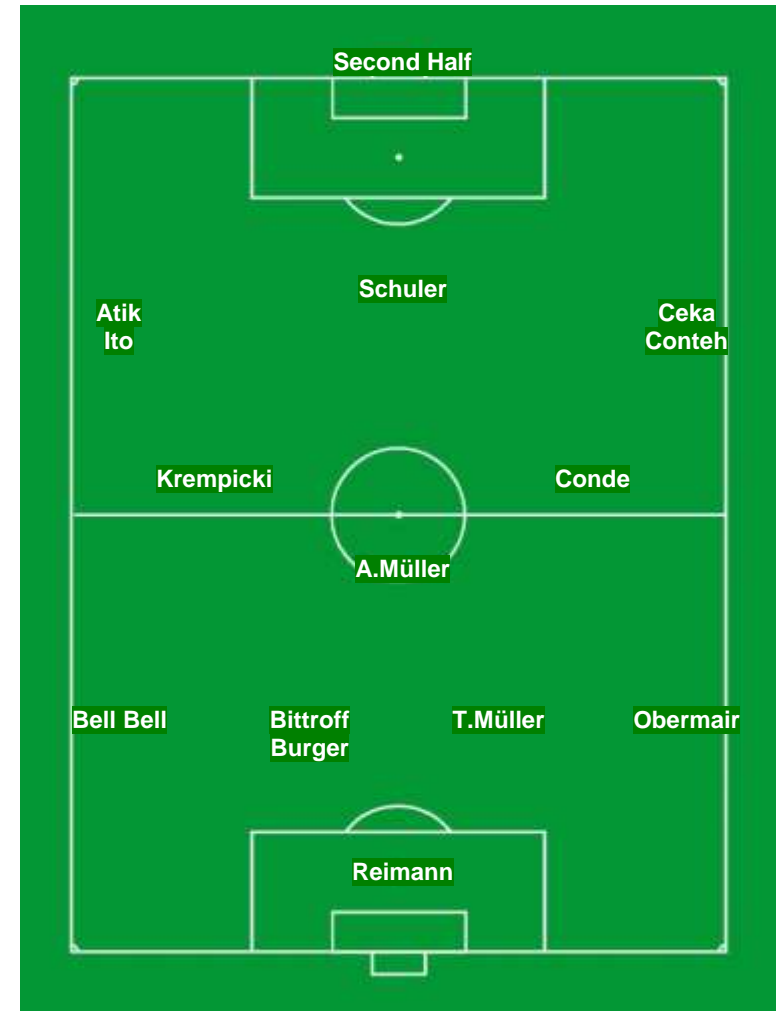 Second Half
Schuler
Atik
Ito
Ceka
Conteh
Krempicki
Conde
A.Müller
Bell Bell
Bittroff
Burger
T.Müller
Obermair
Reimann